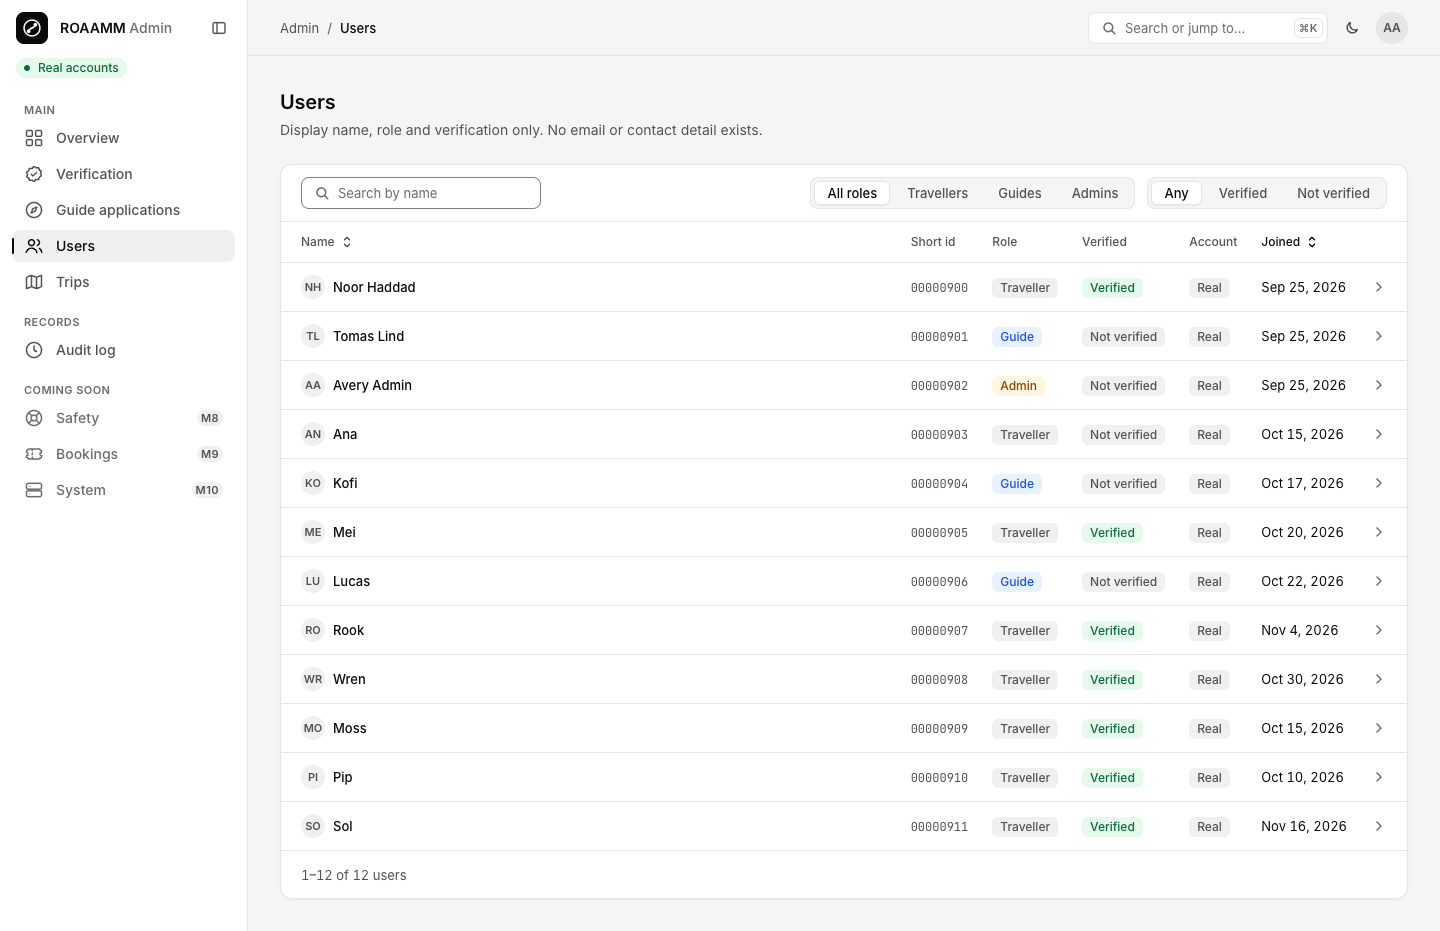 ROAAMM Admin
Real accounts
MAIN
Overview
Verification
Guide applications
Users
Trips
RECORDS
Audit log
COMING SOON
Safety M8
Bookings M9
System M10
Admin / Users
Search or jump to... ⌘K
AA
Users
Display name, role and verification only. No email or contact detail exists.
Search by name
All roles Travellers Guides Admins
Any Verified Not verified
Name Short id Role Verified Account Joined
NH Noor Haddad 00000900 Traveller Verified Real Sep 25, 2026
TL Tomas Lind 00000901 Guide Not verified Real Sep 25, 2026
AA Avery Admin 00000902 Admin Not verified Real Sep 25, 2026
AN Ana 00000903 Traveller Not verified Real Oct 15, 2026
KO Kofi 00000904 Guide Not verified Real Oct 17, 2026
ME Mei 00000905 Traveller Verified Real Oct 20, 2026
LU Lucas 00000906 Guide Not verified Real Oct 22, 2026
RO Rook 00000907 Traveller Verified Real Nov 4, 2026
WR Wren 00000908 Traveller Verified Real Oct 30, 2026
MO Moss 00000909 Traveller Verified Real Oct 15, 2026
PI Pip 00000910 Traveller Verified Real Oct 10, 2026
SO Sol 00000911 Traveller Verified Real Nov 16, 2026
1–12 of 12 users